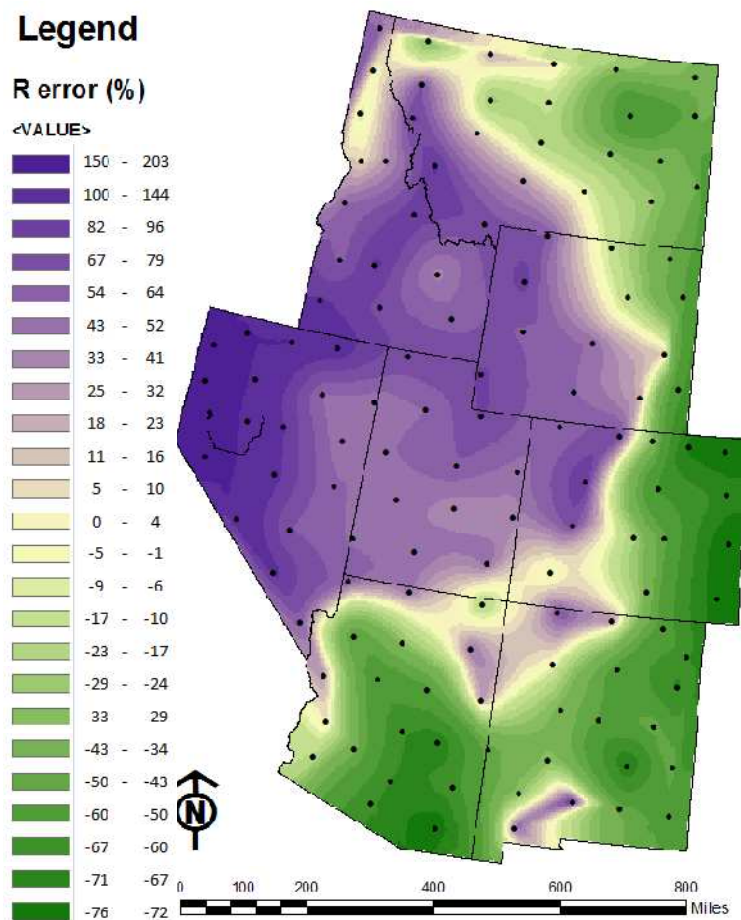 Legend
R error (%)
<VALUE>
150 - 203
100 - 144
82 - 96
67 - 79
54 - 64
43 - 52
33 - 41
25 - 32
18 - 23
11 - 16
5 - 10
0 - 4
-5 - -1
-9 - -6
-17 - -10
-23 - -17
-29 - -24
33 29
-43 - -34
-50 - -43
-60 - -50
-67 - -60
-71 - -67
-76 - -72
N
0 100 200 400 600 800
Miles